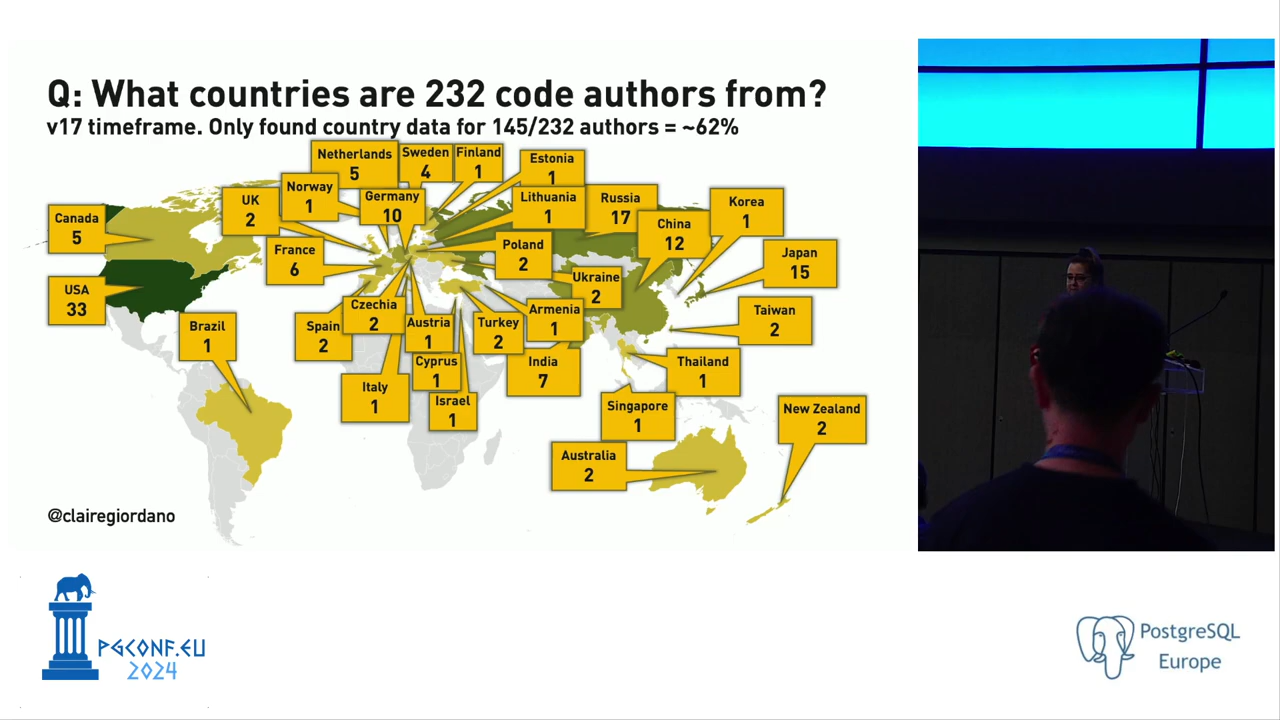 Q: What countries are 232 code authors from?
v17 timeframe. Only found country data for 145/232 authors = ~62%
Netherlands
5
Sweden
4
Finland
1
Estonia
1
Norway
1
UK
2
Germany
10
Lithuania
1
Russia
17
Korea
1
Canada
5
China
12
France
6
Poland
2
Japan
15
USA
33
Ukraine
2
Czechia
2
Armenia
1
Taiwan
2
Brazil
1
Spain
2
Austria
1
Turkey
2
Cyprus
1
India
7
Thailand
1
Italy
1
Israel
1
Singapore
1
New Zealand
2
Australia
2
@clairegiordano
PGCONF.EU
2024
PostgreSQL
Europe